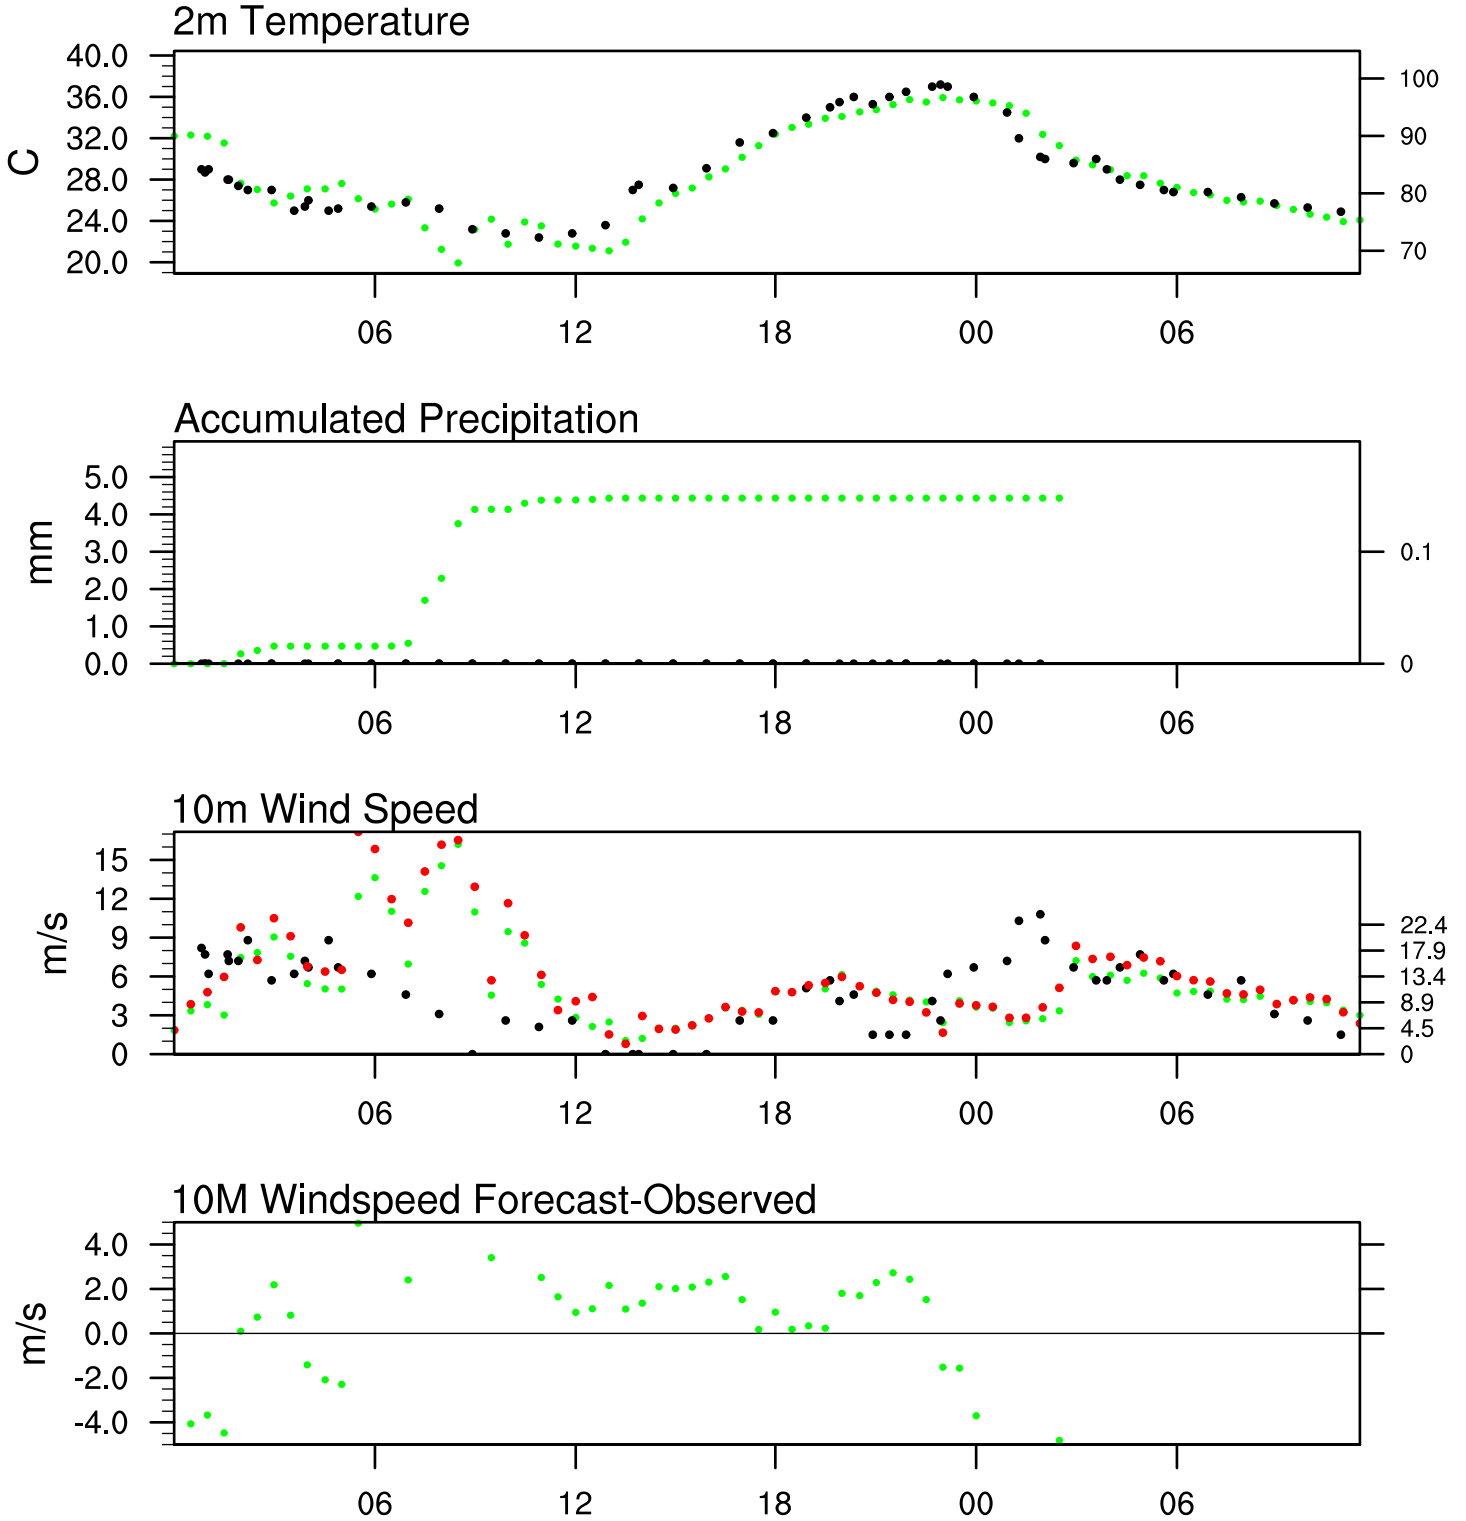 2m Temperature
40.0
36.0
32.0
28.0
24.0
20.0
C
100
90
80
70
06 12 18 00 06
Accumulated Precipitation
5.0
4.0
3.0
2.0
1.0
0.0
mm
0.1
0
06 12 18 00 06
10m Wind Speed
15
12
9
6
3
0
m/s
22.4
17.9
13.4
8.9
4.5
0
06 12 18 00 06
10M Windspeed Forecast-Observed
4.0
2.0
0.0
-2.0
-4.0
m/s
06 12 18 00 06